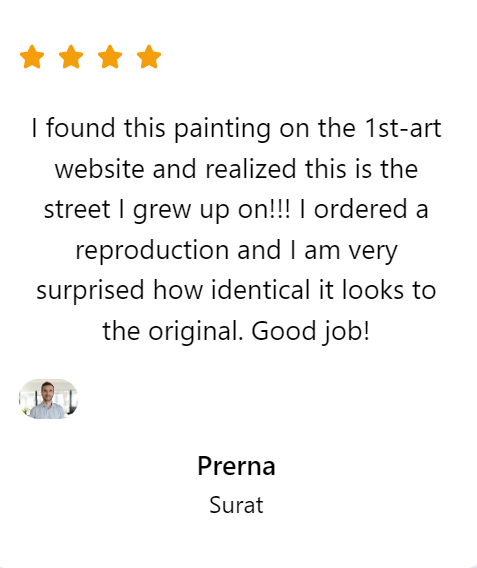 I found this painting on the 1st-art
website and realized this is the
street I grew up on!!! I ordered a
reproduction and I am very
surprised how identical it looks to
the original. Good job!
Prerna
Surat